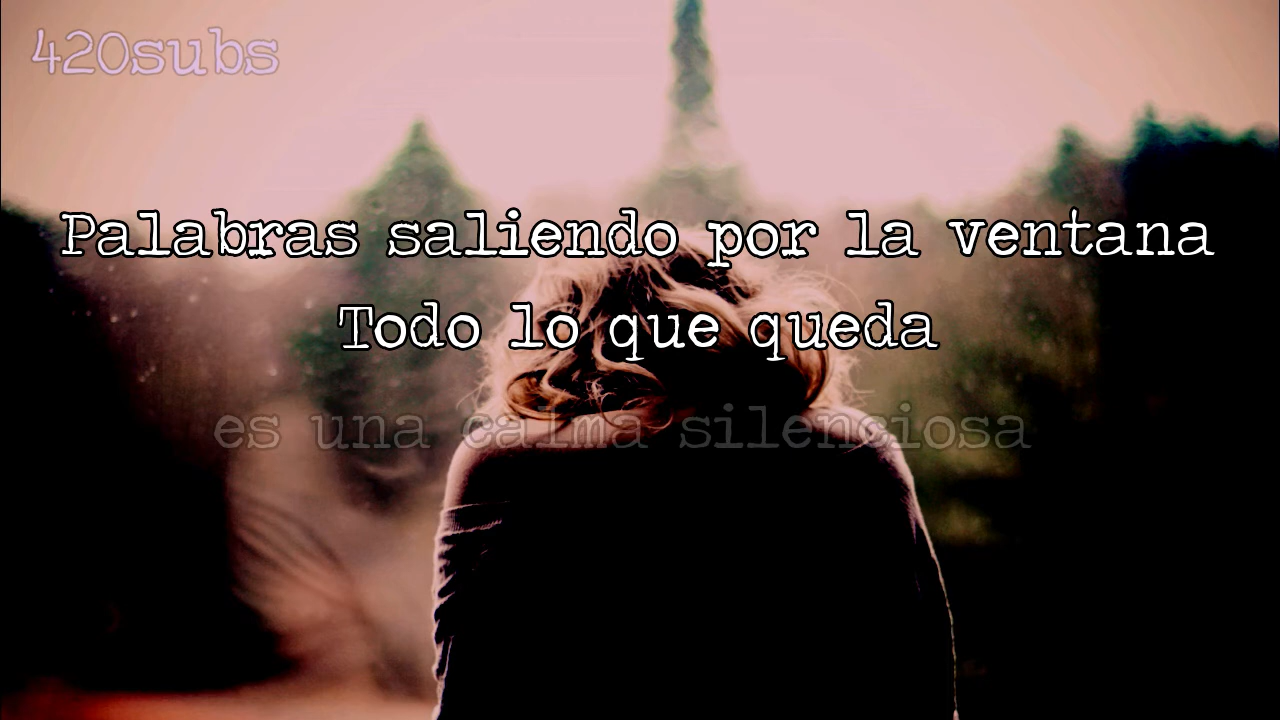 420subs
Palabras saliendo por la ventana
Todo lo que queda
es una calma silenciosa